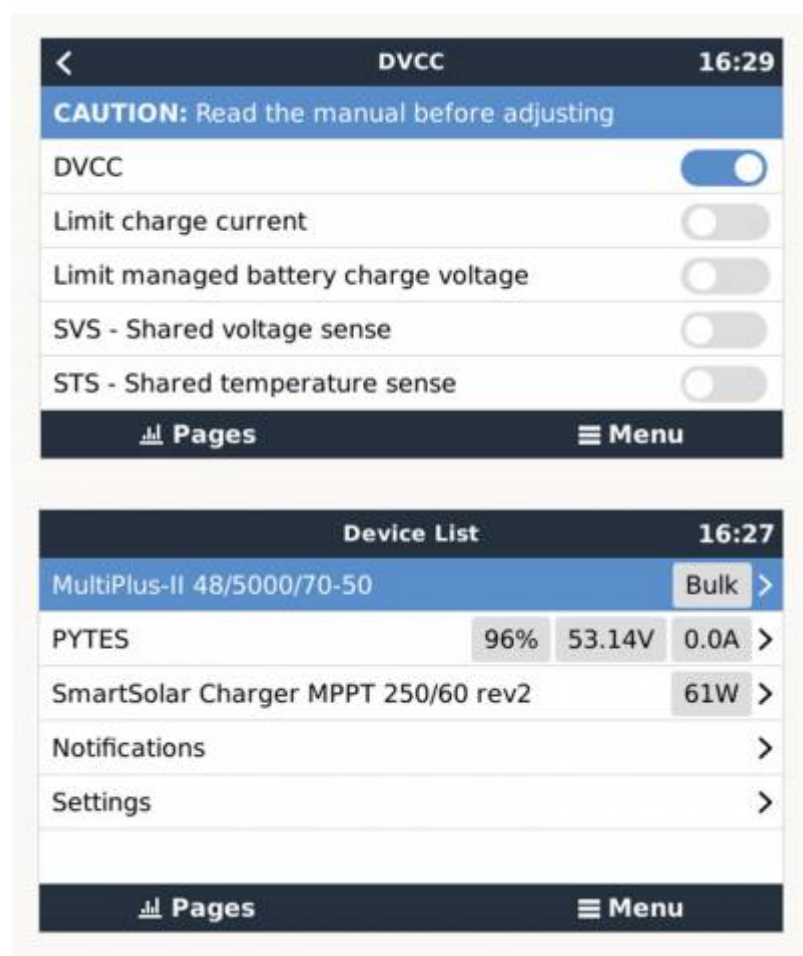 DVCC 16:29
CAUTION: Read the manual before adjusting
DVCC
Limit charge current
Limit managed battery charge voltage
SVS - Shared voltage sense
STS - Shared temperature sense
Pages Menu
Device List 16:27
MultiPlus-II 48/5000/70-50 Bulk
PYTES 96% 53.14V 0.0A
SmartSolar Charger MPPT 250/60 rev2 61W
Notifications
Settings
Pages Menu